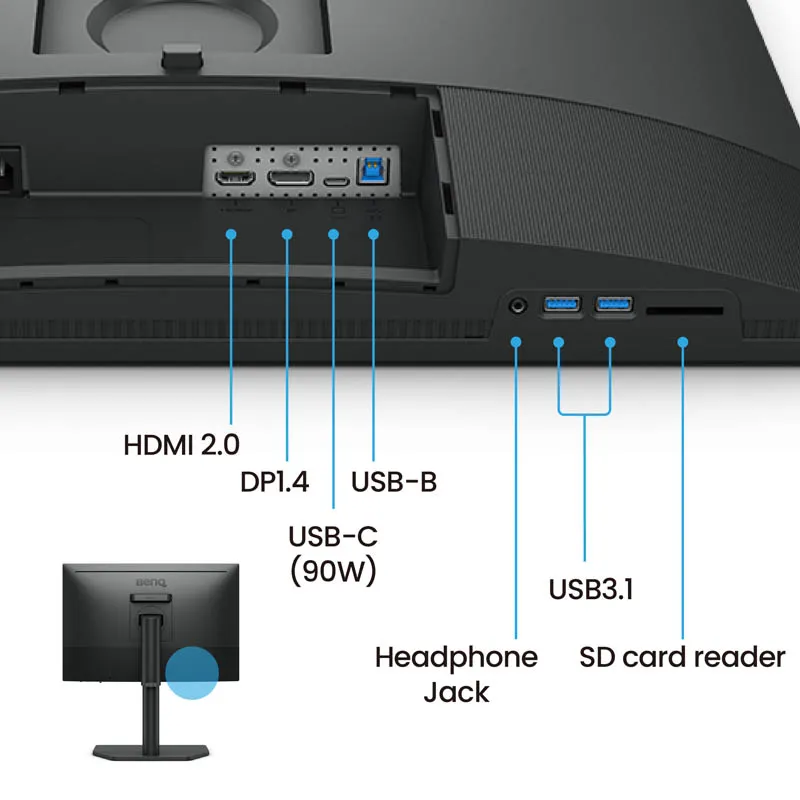 HDMI 2.0
DP1.4
USB-B
USB-C
(90W)
USB3.1
Headphone
Jack
SD card reader
BenQ